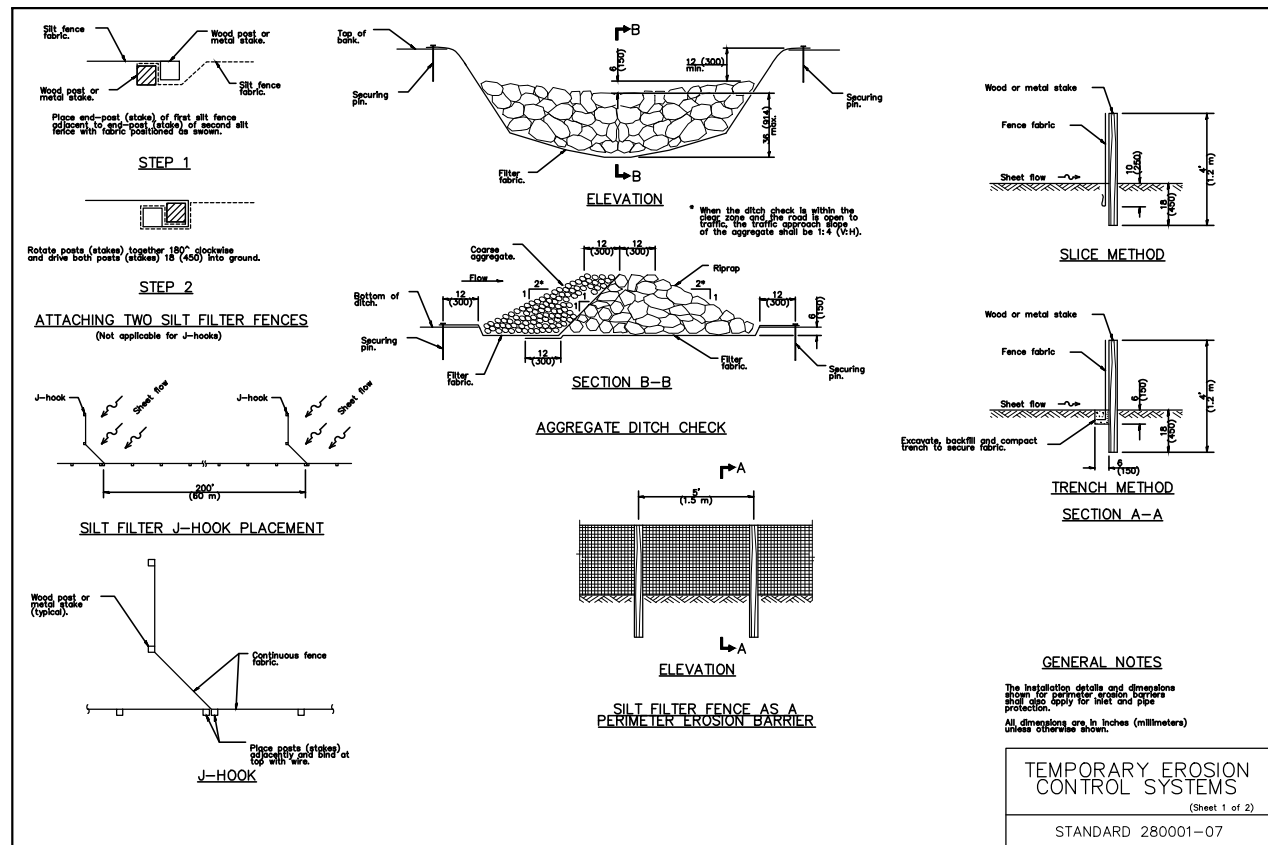 Silt fence
fabric.
Wood post or
metal stake.
Wood post or
metal stake.
Silt fence
fabric.
Place end-post (stake) of first silt fence
adjacent to end-post (stake) of second silt
fence with fabric positioned as swown.
STEP 1
Rotate posts (stakes) together 180^ clockwise
and drive both posts (stakes) 18 (450) into ground.
STEP 2
ATTACHING TWO SILT FILTER FENCES
(Not applicable for J-hooks)
J-hook
Sheet flow
J-hook
Sheet flow
200'
(60 m)
SILT FILTER J-HOOK PLACEMENT
Wood post or
metal stake
(typical).
Continuous fence
fabric.
Place posts (stakes)
adjacently and bind at
top with wire.
J-HOOK
Top of
bank.
B
6
(150)
12 (300)
min.
Securing
pin.
Securing
pin.
36 (914)
max.
Filter
fabric.
B
ELEVATION
* When the ditch check is within the
clear zone and the road is open to
traffic, the traffic approach slope
of the aggregate shall be 1:4 (V:H).
Coarse
aggregate.
12
(300)
12
(300)
Riprap
Flow
2*
1
1
1
2*
1
Bottom of
ditch.
12
(300)
12
(300)
6
(150)
Securing
pin.
12
(300)
Filter
fabric.
Filter
fabric.
Securing
pin.
SECTION B-B
AGGREGATE DITCH CHECK
A
5'
(1.5 m)
A
ELEVATION
SILT FILTER FENCE AS A
PERIMETER EROSION BARRIER
Wood or metal stake
Fence fabric
Sheet flow
10
(250)
18
(450)
4'
(1.2 m)
SLICE METHOD
Wood or metal stake
Fence fabric
Sheet flow
6
(150)
18
(450)
4'
(1.2 m)
Excavate, backfill and compact
trench to secure fabric.
6
(150)
TRENCH METHOD
SECTION A-A
GENERAL NOTES
The installation details and dimensions
shown for perimeter erosion barriers
shall also apply for inlet and pipe
protection.
All dimensions are in inches (millimeters)
unless otherwise shown.
TEMPORARY EROSION
CONTROL SYSTEMS
(Sheet 1 of 2)
STANDARD 280001-07